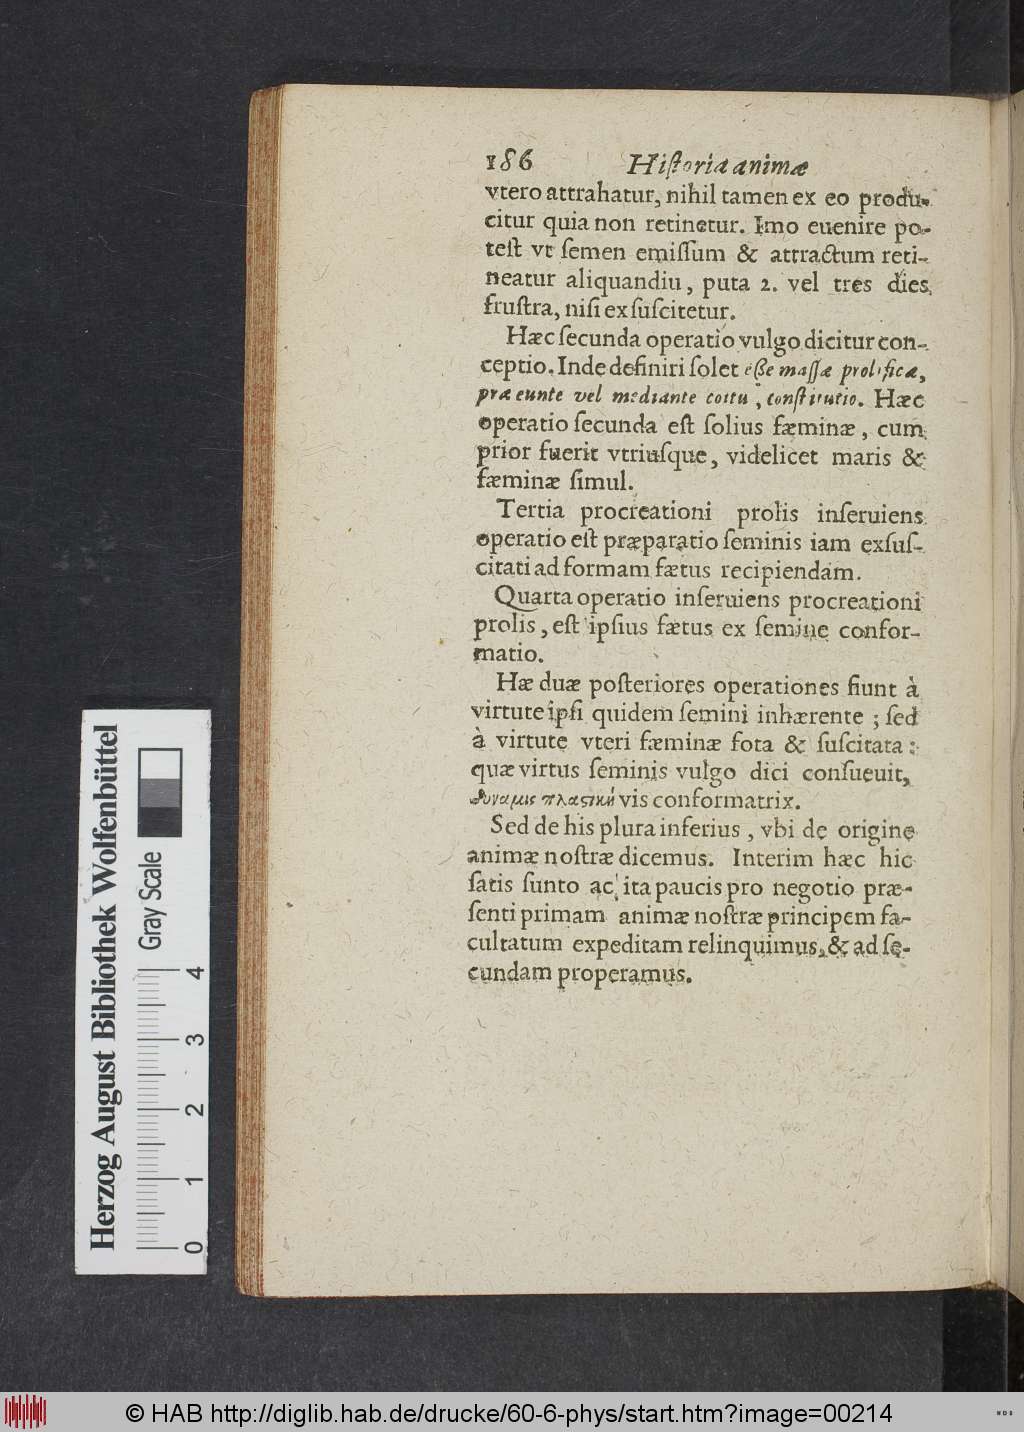 186 Hiſtoria animæ
vtero attrahatur, nihil tamen ex eo produ-
citur quia non retinetur. Imo euenire po-
teſt vt ſemen emiſſum & attractum reti-
neatur aliquandiu, puta 2. vel tres dies
fruſtra, niſi exſuſcitetur.
Hæc ſecunda operatio vulgo dicitur con-
ceptio. Inde definiri ſolet eße maſſæ prolificæ,
præeunte vel mediante coitu, conſtitutio. Hæc
operatio ſecunda eſt ſolius fæminæ, cum
prior fuerit vtriuſque, videlicet maris &
fæminæ ſimul.
Tertia procreationi prolis inſeruiens
operatio eſt præparatio ſeminis iam exſuſ-
citati ad formam fætus recipiendam.
Quarta operatio inſeruiens procreationi
prolis, eſt ipſius fætus ex ſemine confor-
matio.
Hæ duæ poſteriores operationes fiunt à
virtute ipſi quidem ſemini inhærente; ſed
à virtute vteri fæminæ fota & ſuſcitata:
quæ virtus ſeminis vulgo dici conſueuit,
δυναμις πλαςικὴ vis conformatrix.
Sed de his plura inferius, vbi de origine
animæ noſtræ dicemus. Interim hæc hic
ſatis ſunto ac ita paucis pro negotio præ-
ſenti primam animæ noſtræ principem fa-
cultatum expeditam relinquimus, & ad ſe-
cundam properamus.
Herzog August Bibliothek Wolfenbüttel
Gray Scale
0 1 2 3 4
© HAB http://diglib.hab.de/drucke/60-6-phys/start.htm?image=00214